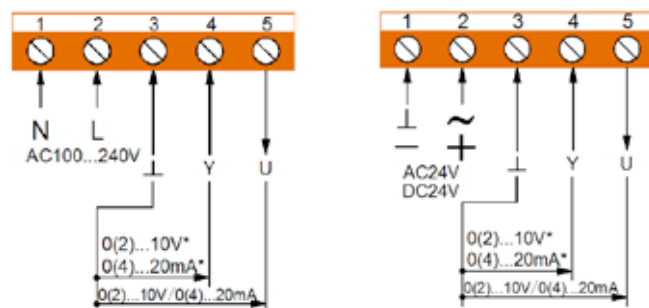 1 2 3 4 5
N L
AC100...240V
⊥ Y U
0(2)...10V*
0(4)...20mA*
0(2)...10V/0(4)...20mA
1 2 3 4 5
⊥ ~
− +
AC24V
DC24V
⊥ Y U
0(2)...10V*
0(4)...20mA*
0(2)...10V/0(4)...20mA